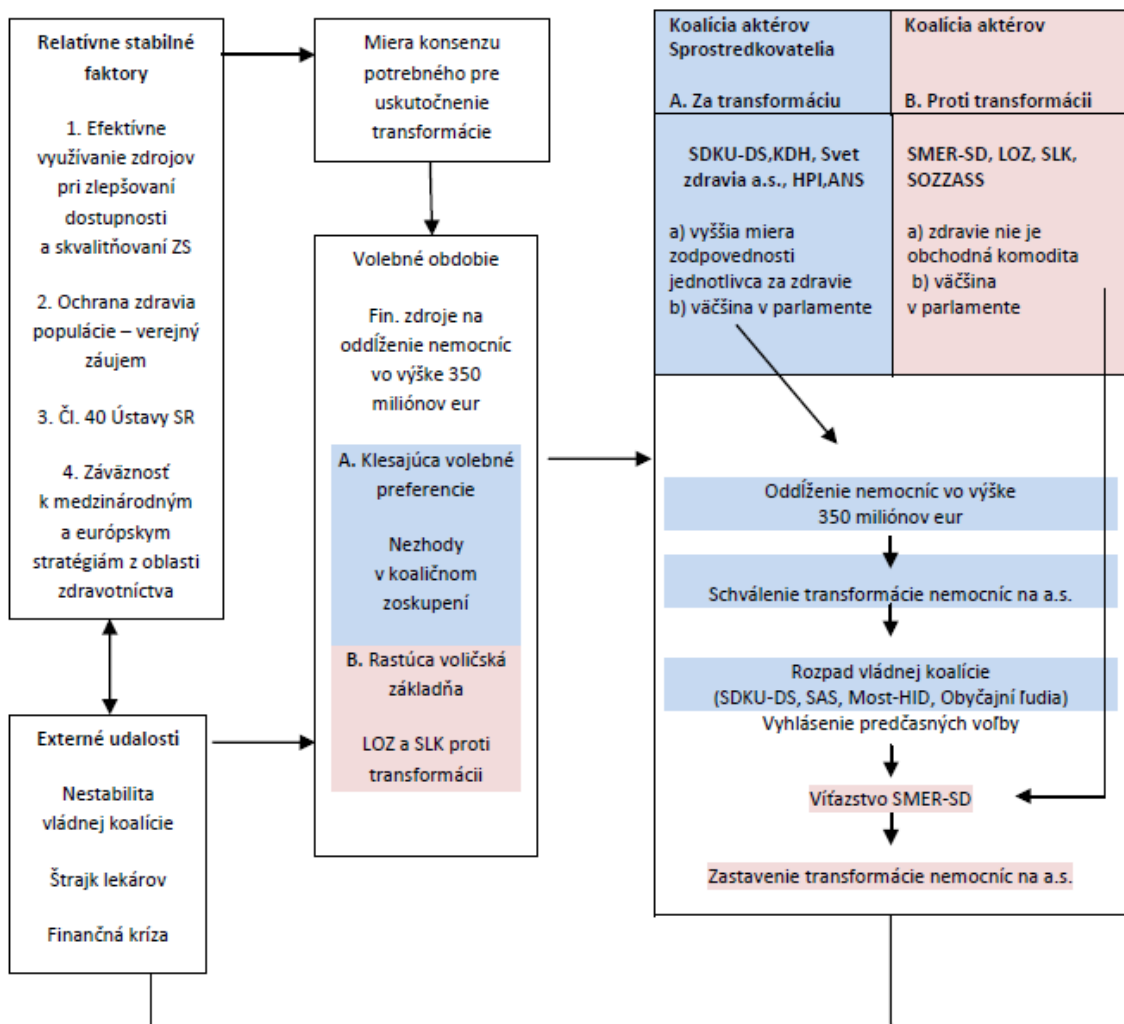 Relatívne stabilné
faktory
1. Efektívne
využívanie zdrojov
pri zlepšovaní
dostupnosti
a skvalitňovaní ZS
2. Ochrana zdravia
populácie – verejný
záujem
3. Čl. 40 Ústavy SR
4. Záväznosť
k medzinárodným
a európskym
stratégiám z oblasti
zdravotníctva
Externé udalosti
Nestabilita
vládnej koalície
Štrajk lekárov
Finančná kríza
Miera konsenzu
potrebného pre
uskutočnenie
transformácie
Volebné obdobie
Fin. zdroje na
oddĺženie nemocníc
vo výške 350
miliónov eur
A. Klesajúca volebné
preferencie
Nezhody
v koaličnom
zoskupení
B. Rastúca voličská
základňa
LOZ a SLK proti
transformácii
Koalícia aktérov
Sprostredkovatelia
A. Za transformáciu
Koalícia aktérov
B. Proti transformácii
SDKU-DS,KDH, Svet
zdravia a.s., HPI,ANS
a) vyššia miera
zodpovednosti
jednotlivca za zdravie
b) väčšina v parlamente
SMER-SD, LOZ, SLK,
SOZZASS
a) zdravie nie je
obchodná komodita
b) väčšina
v parlamente
Oddĺženie nemocníc vo výške
350 miliónov eur
Schválenie transformácie nemocníc na a.s.
Rozpad vládnej koalície
(SDKU-DS, SAS, Most-HID, Obyčajní ľudia)
Vyhlásenie predčasných voľby
Víťazstvo SMER-SD
Zastavenie transformácie nemocníc na a.s.